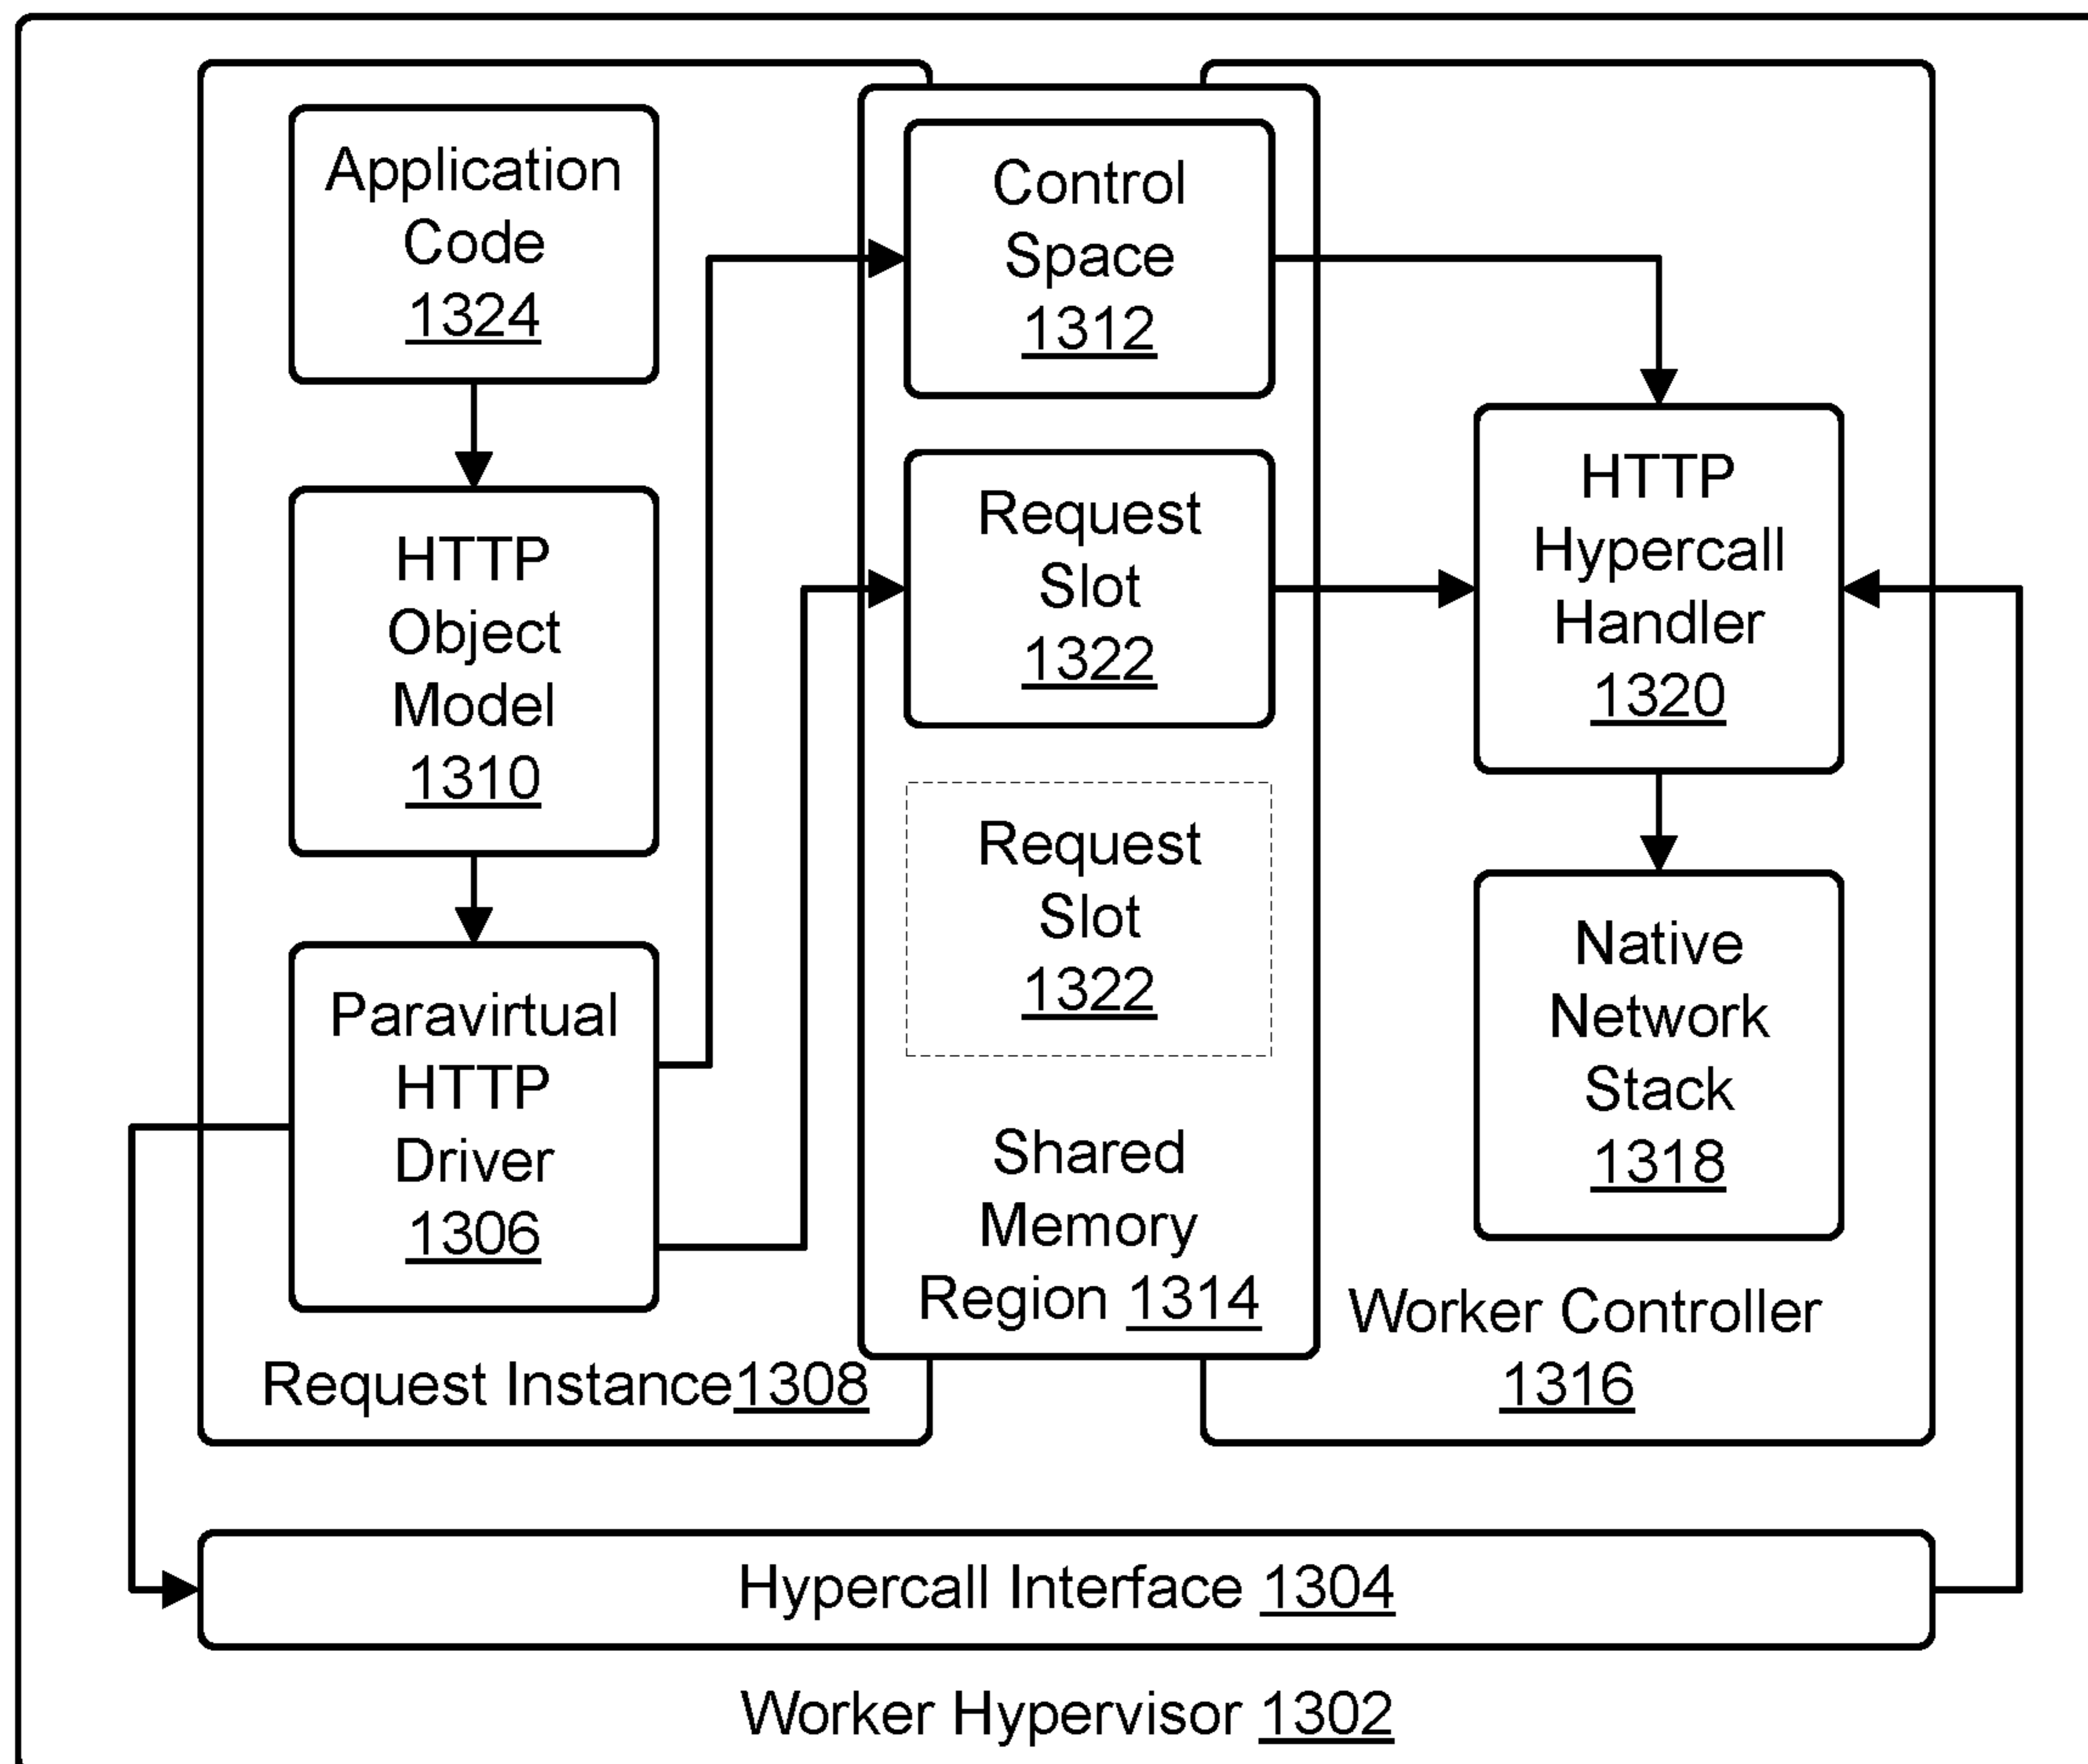 Application
Code
1324
HTTP
Object
Model
1310
Paravirtual
HTTP
Driver
1306
Request Instance1308
Control
Space
1312
Request
Slot
1322
Request
Slot
1322
Shared
Memory
Region 1314
HTTP
Hypercall
Handler
1320
Native
Network
Stack
1318
Worker Controller
1316
Hypercall Interface 1304
Worker Hypervisor 1302